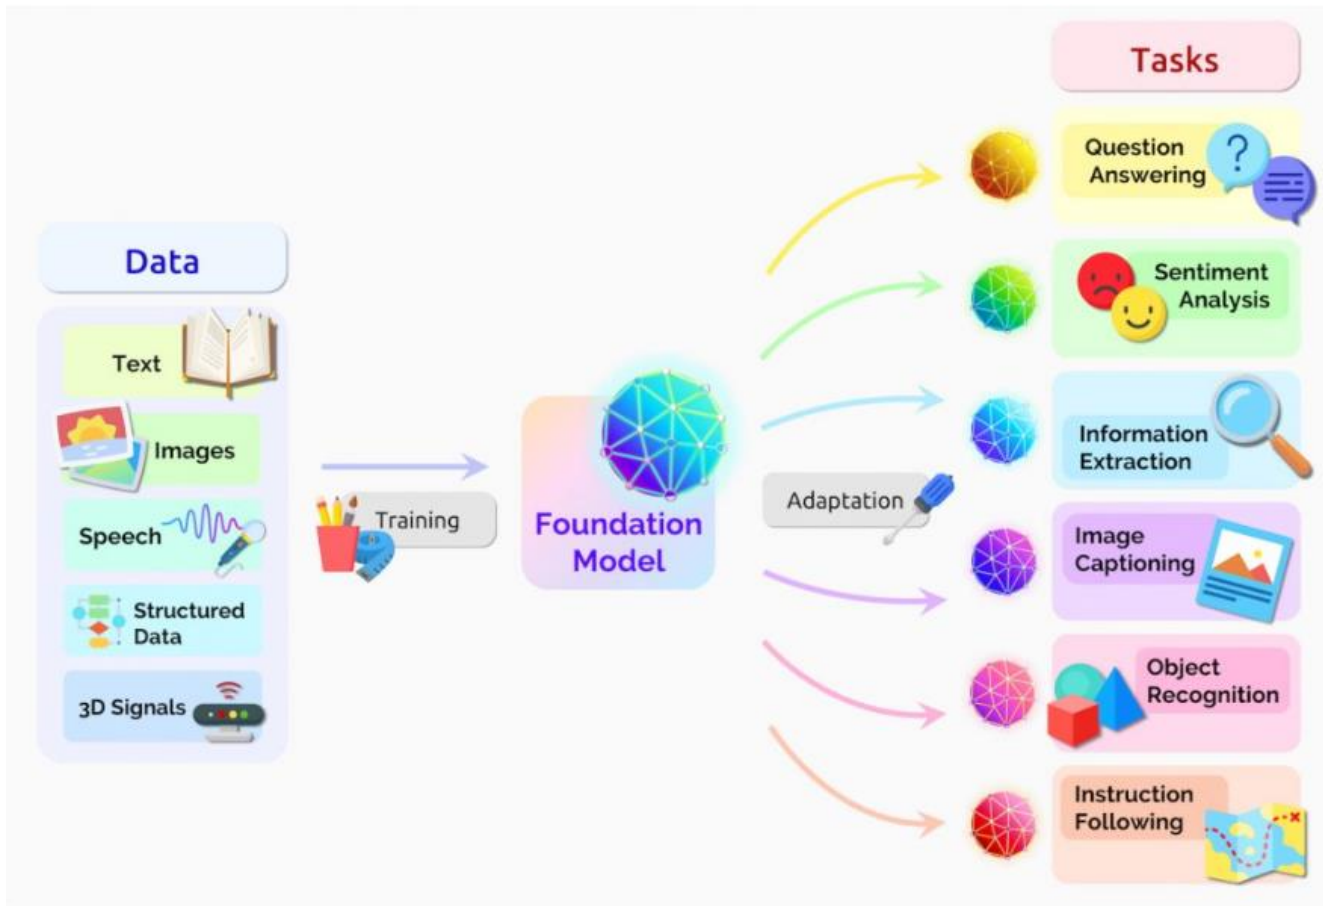 Data
Text
Images
Speech
Structured
Data
3D Signals
Training
Foundation
Model
Adaptation
Tasks
Question
Answering
?
Sentiment
Analysis
Information
Extraction
Image
Captioning
Object
Recognition
Instruction
Following